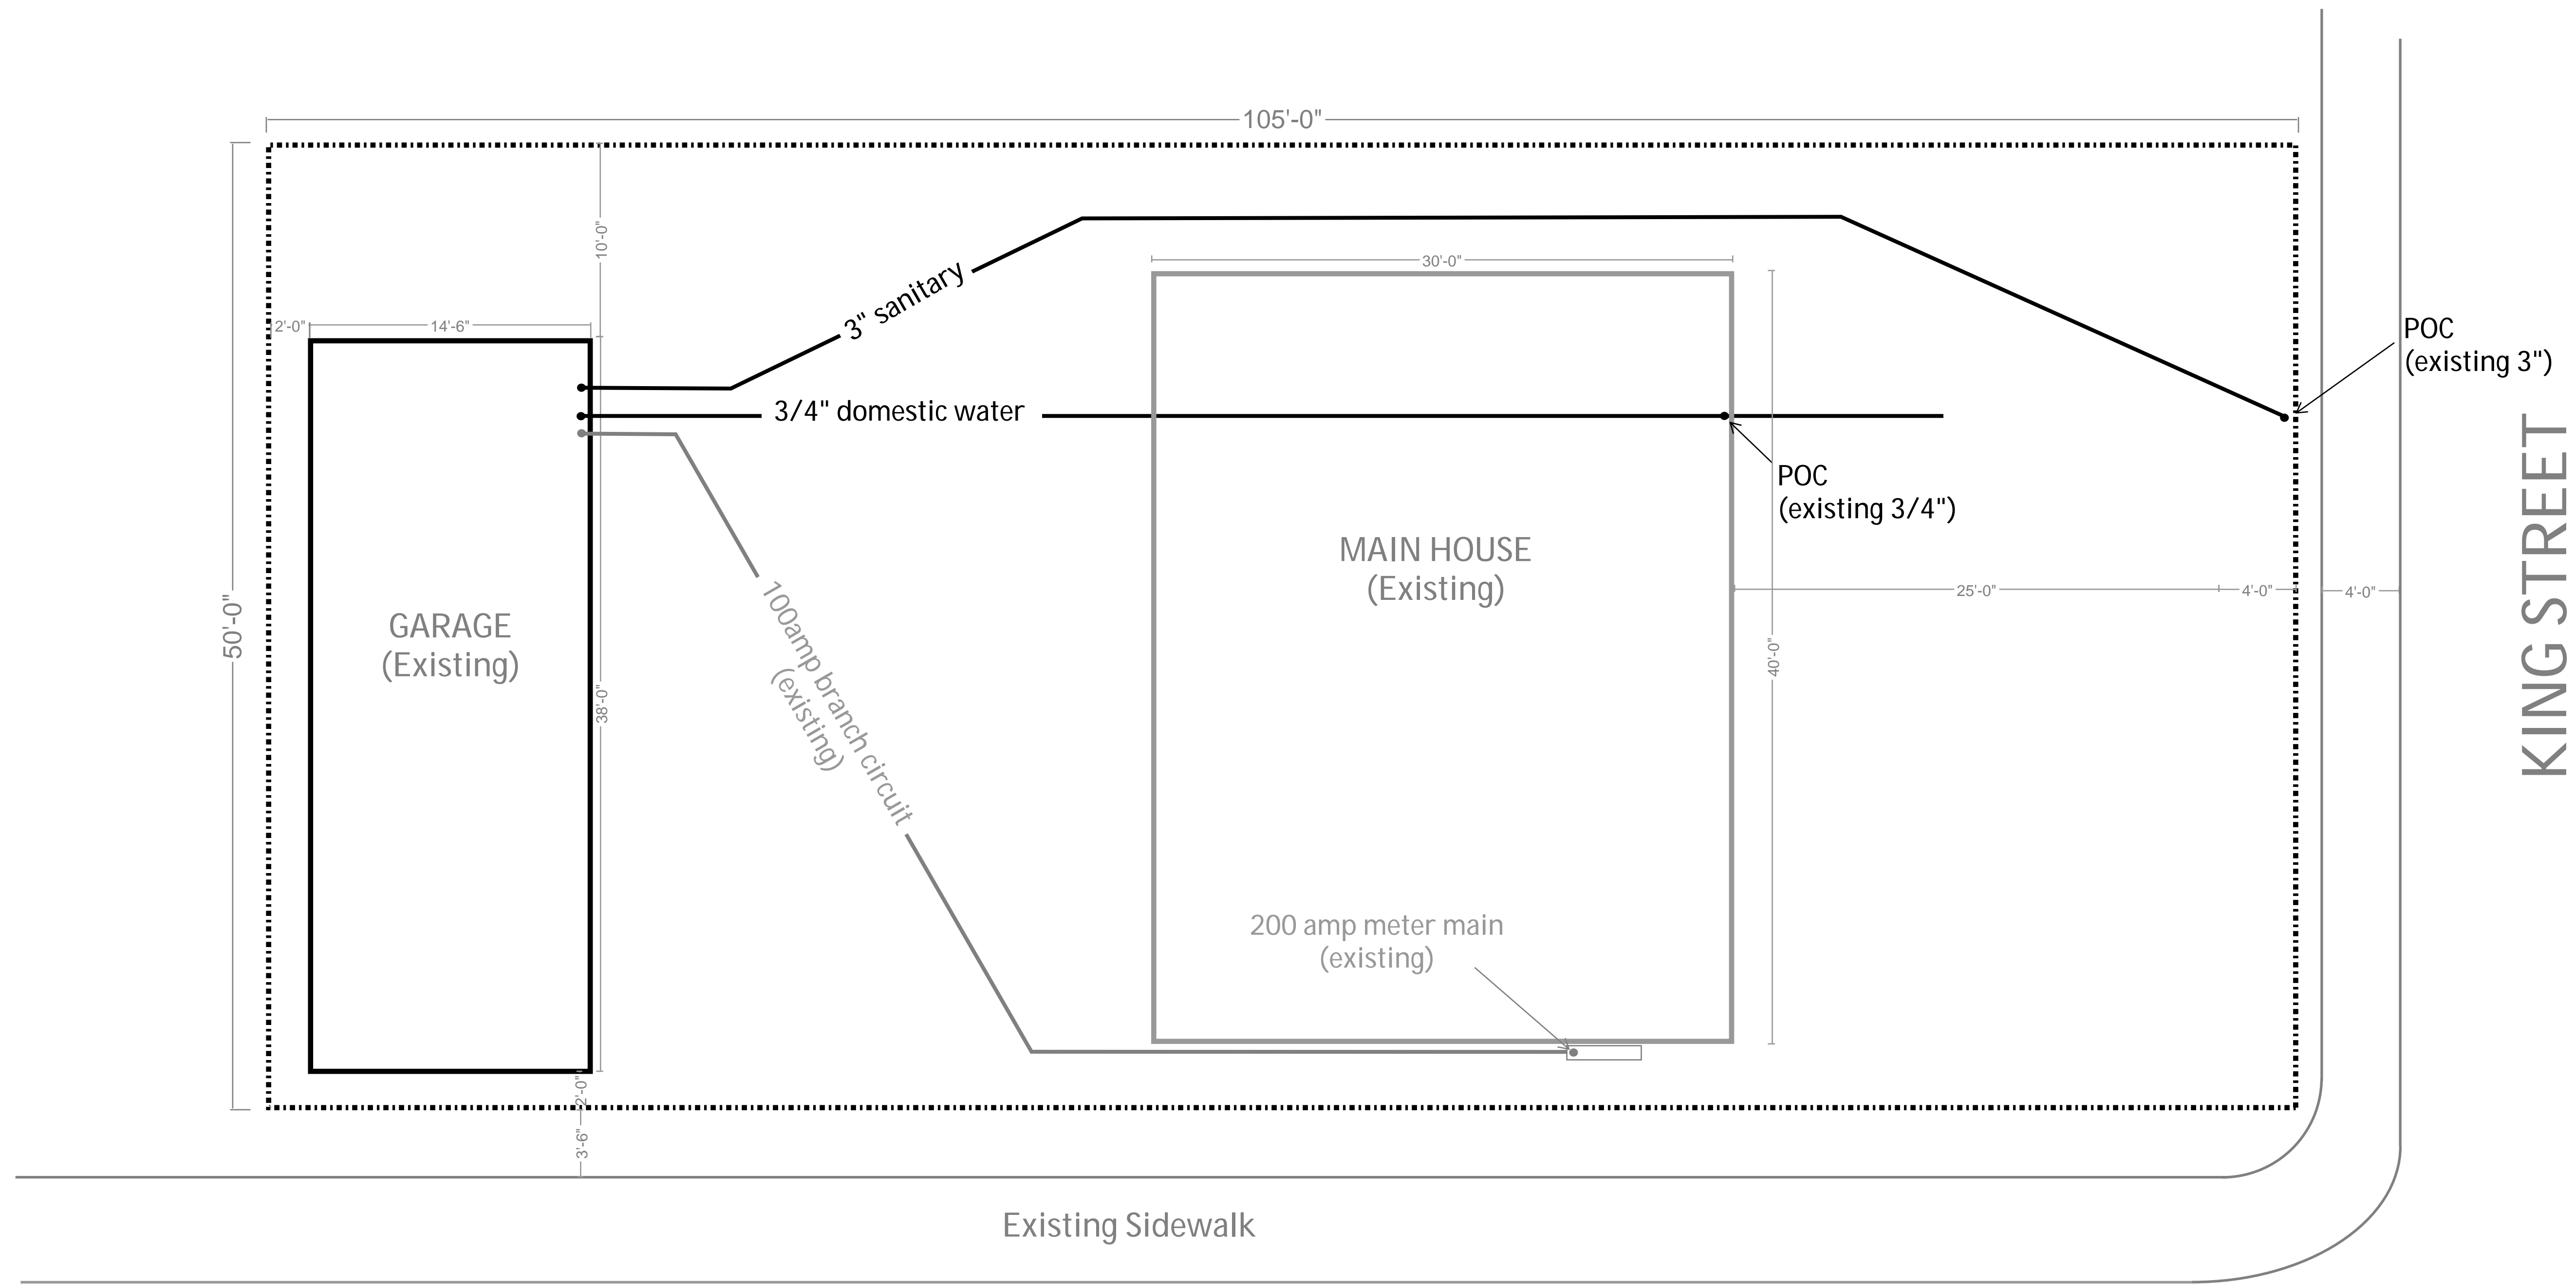 105'-0"
10'-0"
3" sanitary
30'-0"
2'-0"
14'-6"
POC
(existing 3")
3/4" domestic water
POC
(existing 3/4")
KING STREET
MAIN HOUSE
(Existing)
25'-0"
4'-0"
4'-0"
50'-0"
GARAGE
(Existing)
38'-0"
100amp branch circuit
(existing)
40'-0"
200 amp meter main
(existing)
2'-0"
3'-6"
Existing Sidewalk